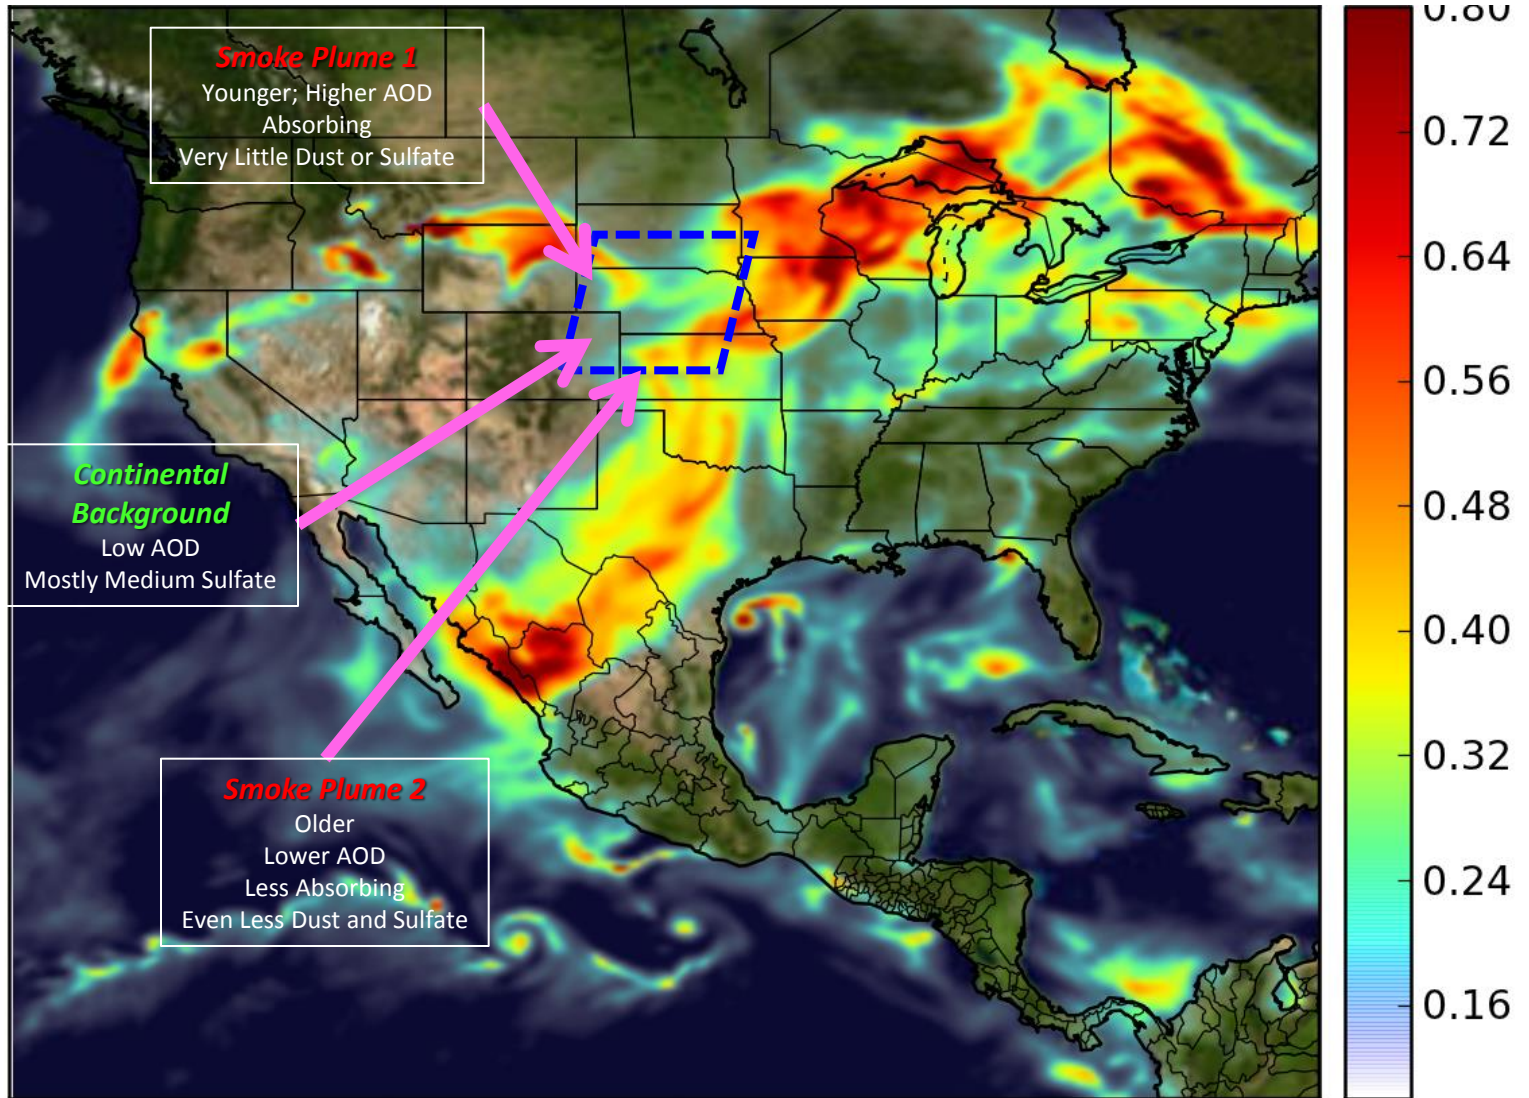 Smoke Plume 1
Younger; Higher AOD
Absorbing
Very Little Dust or Sulfate
Continental
Background
Low AOD
Mostly Medium Sulfate
Smoke Plume 2
Older
Lower AOD
Less Absorbing
Even Less Dust and Sulfate
0.80
0.72
0.64
0.56
0.48
0.40
0.32
0.24
0.16